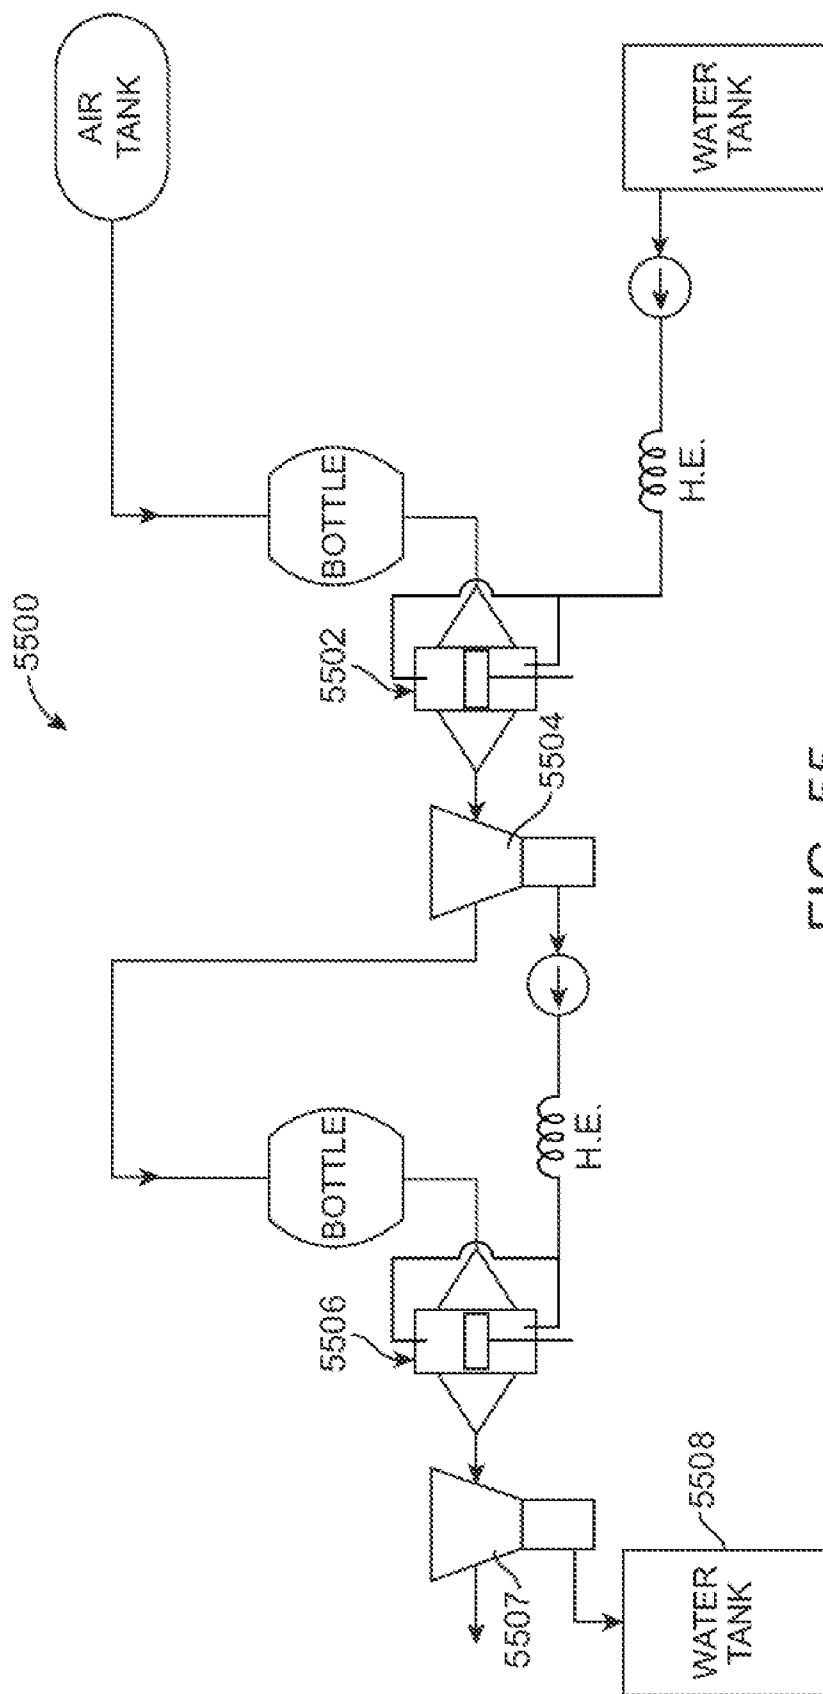 5500
AIR
TANK
5506
BOTTLE
5502
BOTTLE
5507
5504
H.E.
H.E.
5508
WATER
TANK
WATER
TANK
FIG. 55